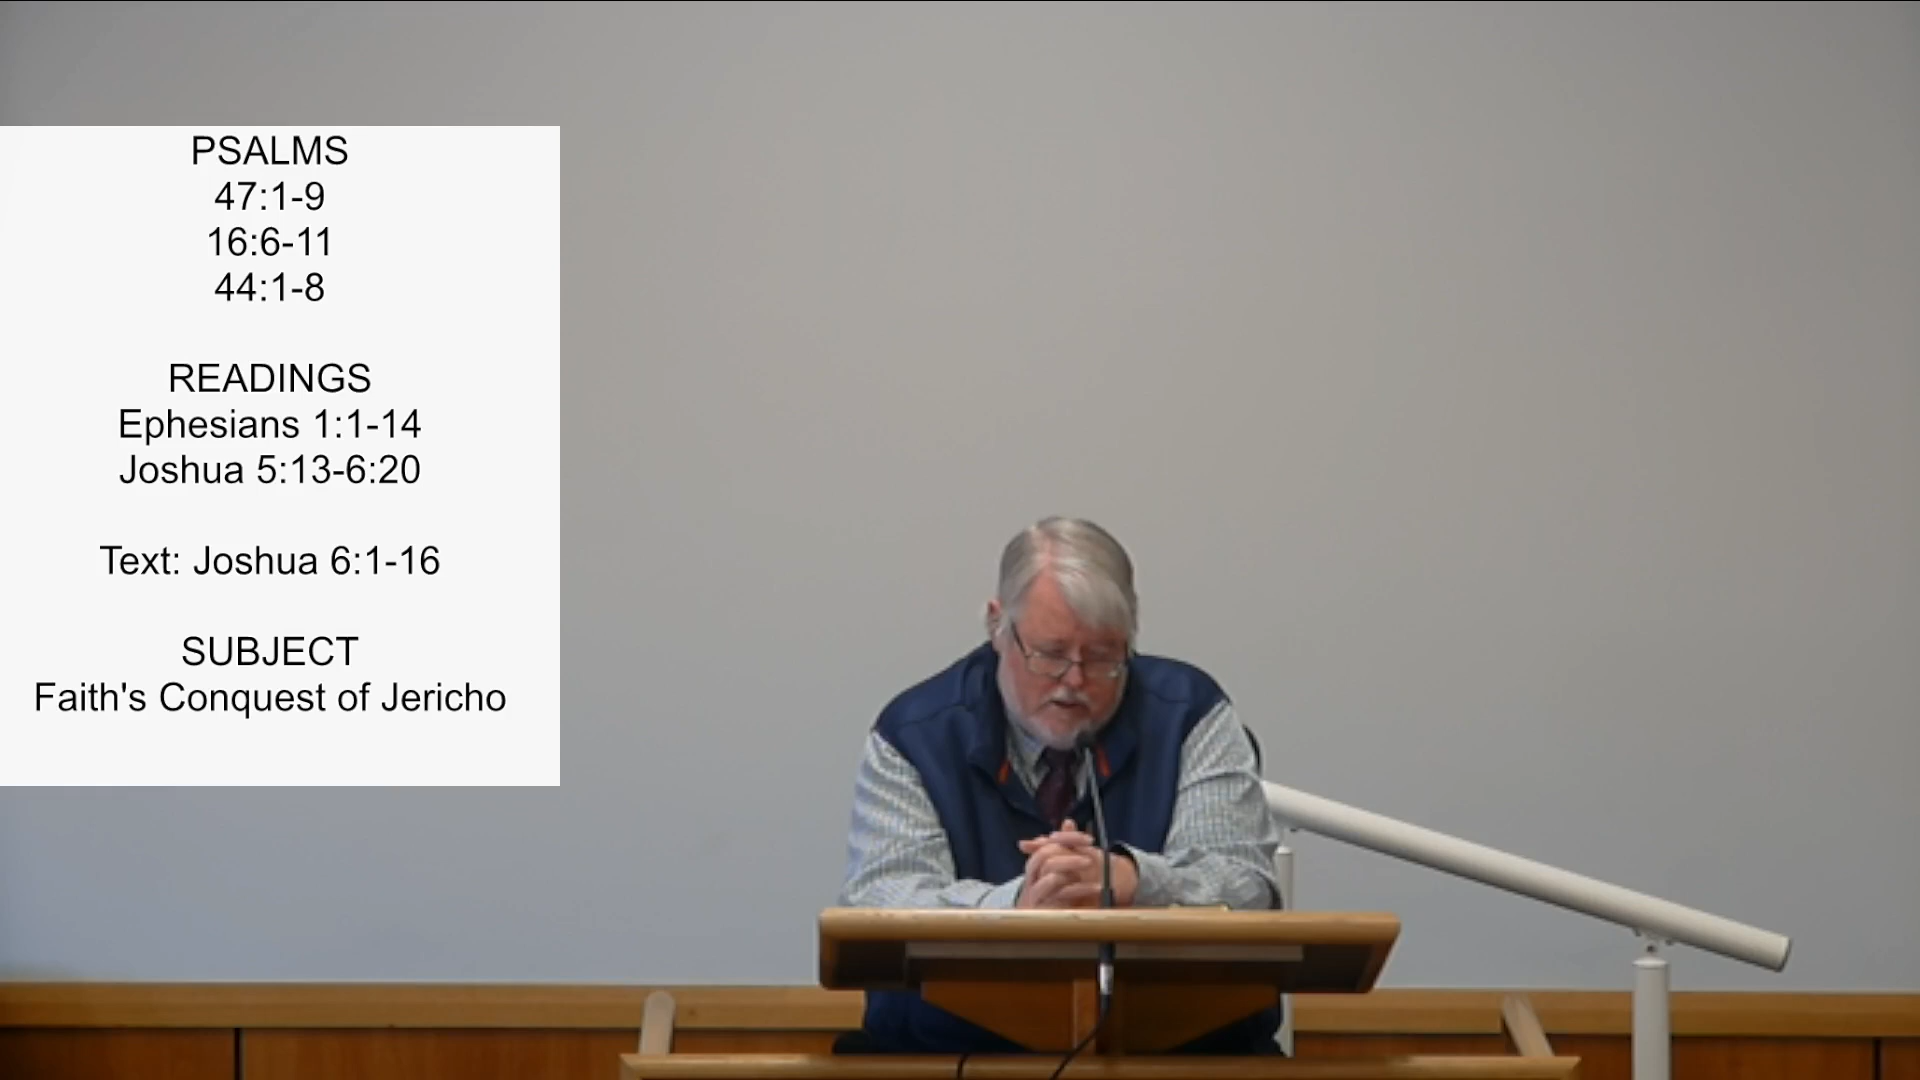 PSALMS
47:1-9
16:6-11
44:1-8
READINGS
Ephesians 1:1-14
Joshua 5:13-6:20
Text: Joshua 6:1-16
SUBJECT
Faith's Conquest of Jericho